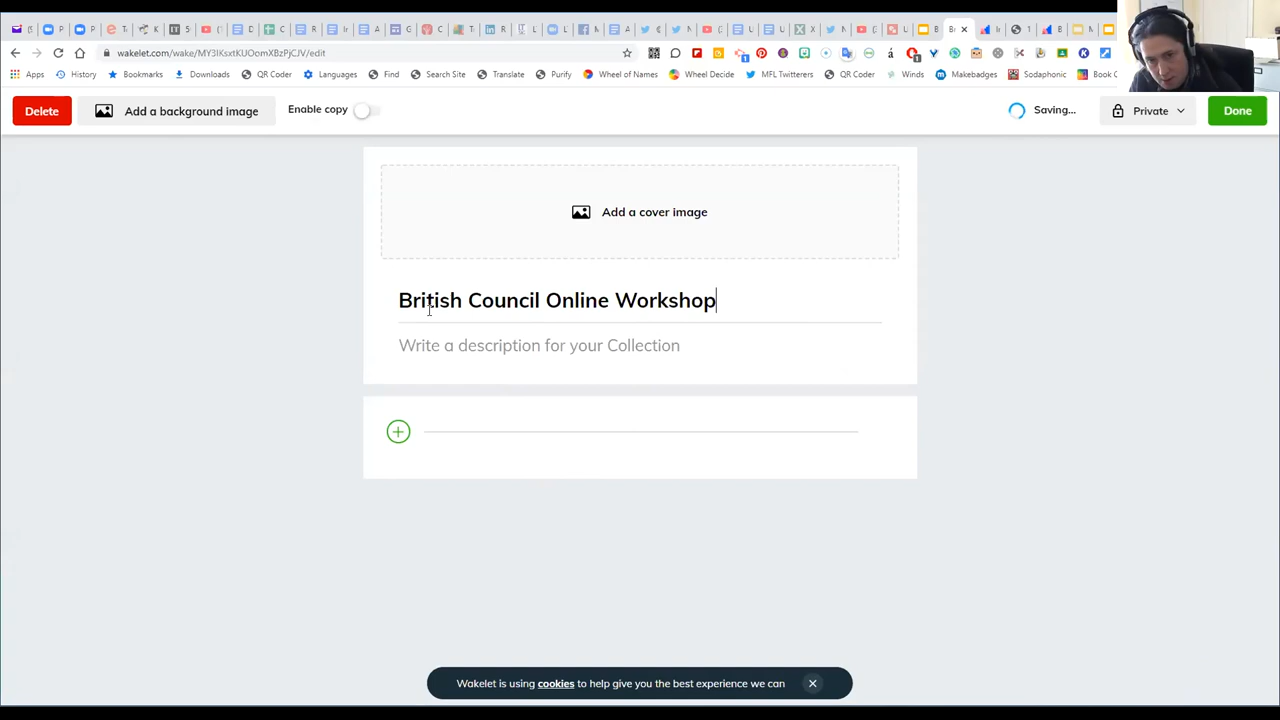 wakelet.com/wake/MY3IKsxtKUOomXBzPjCJV/edit
Apps History Bookmarks Downloads QR Coder Languages Find Search Site Translate Purify Wheel of Names Wheel Decide MFL Twitterers QR Coder Winds Makebadges Sodaphonic Book C
Delete Add a background image Enable copy Saving... Private Done
Add a cover image
British Council Online Workshop
Write a description for your Collection
Wakelet is using cookies to help give you the best experience we can